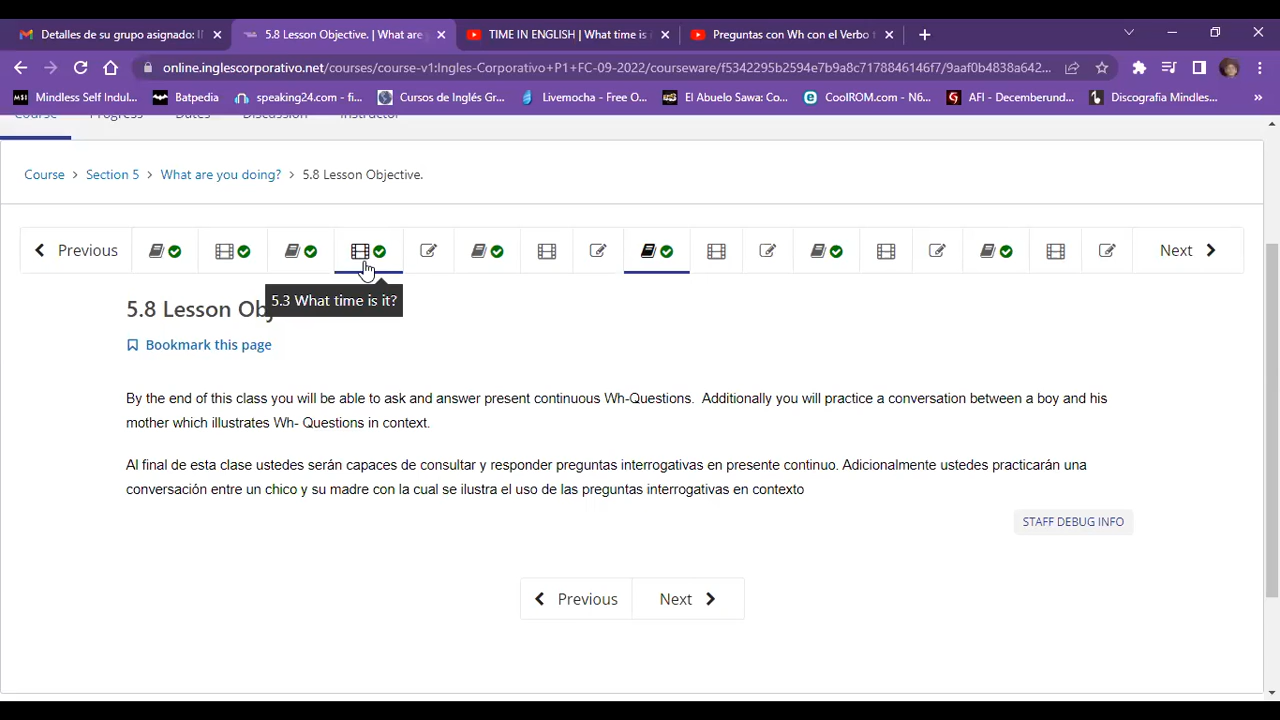 Detalles de su grupo asignado: II
5.8 Lesson Objective. | What are
TIME IN ENGLISH | What time is
Preguntas con Wh con el Verbo
online.inglescorporativo.net/courses/course-v1:Ingles-Corporativo+P1+FC-09-2022/courseware/f5342295b2594e7b9a8c7178846146f7/9aaf0b4838a642...
Mindless Self Indul...
Batpedia
speaking24.com - fi...
Cursos de Inglés Gr...
Livemocha - Free O...
El Abuelo Sawa: Co...
CoolROM.com - N6...
AFI - Decemberund...
Discografia Mindles...
»
Course Progress Dates Discussion Instructor
Course > Section 5 > What are you doing? > 5.8 Lesson Objective.
Previous
Next
5.3 What time is it?
5.8 Lesson Obj
Bookmark this page
By the end of this class you will be able to ask and answer present continuous Wh-Questions. Additionally you will practice a conversation between a boy and his
mother which illustrates Wh- Questions in context.
Al final de esta clase ustedes serán capaces de consultar y responder preguntas interrogativas en presente continuo. Adicionalmente ustedes practicarán una
conversación entre un chico y su madre con la cual se ilustra el uso de las preguntas interrogativas en contexto
STAFF DEBUG INFO
Previous
Next